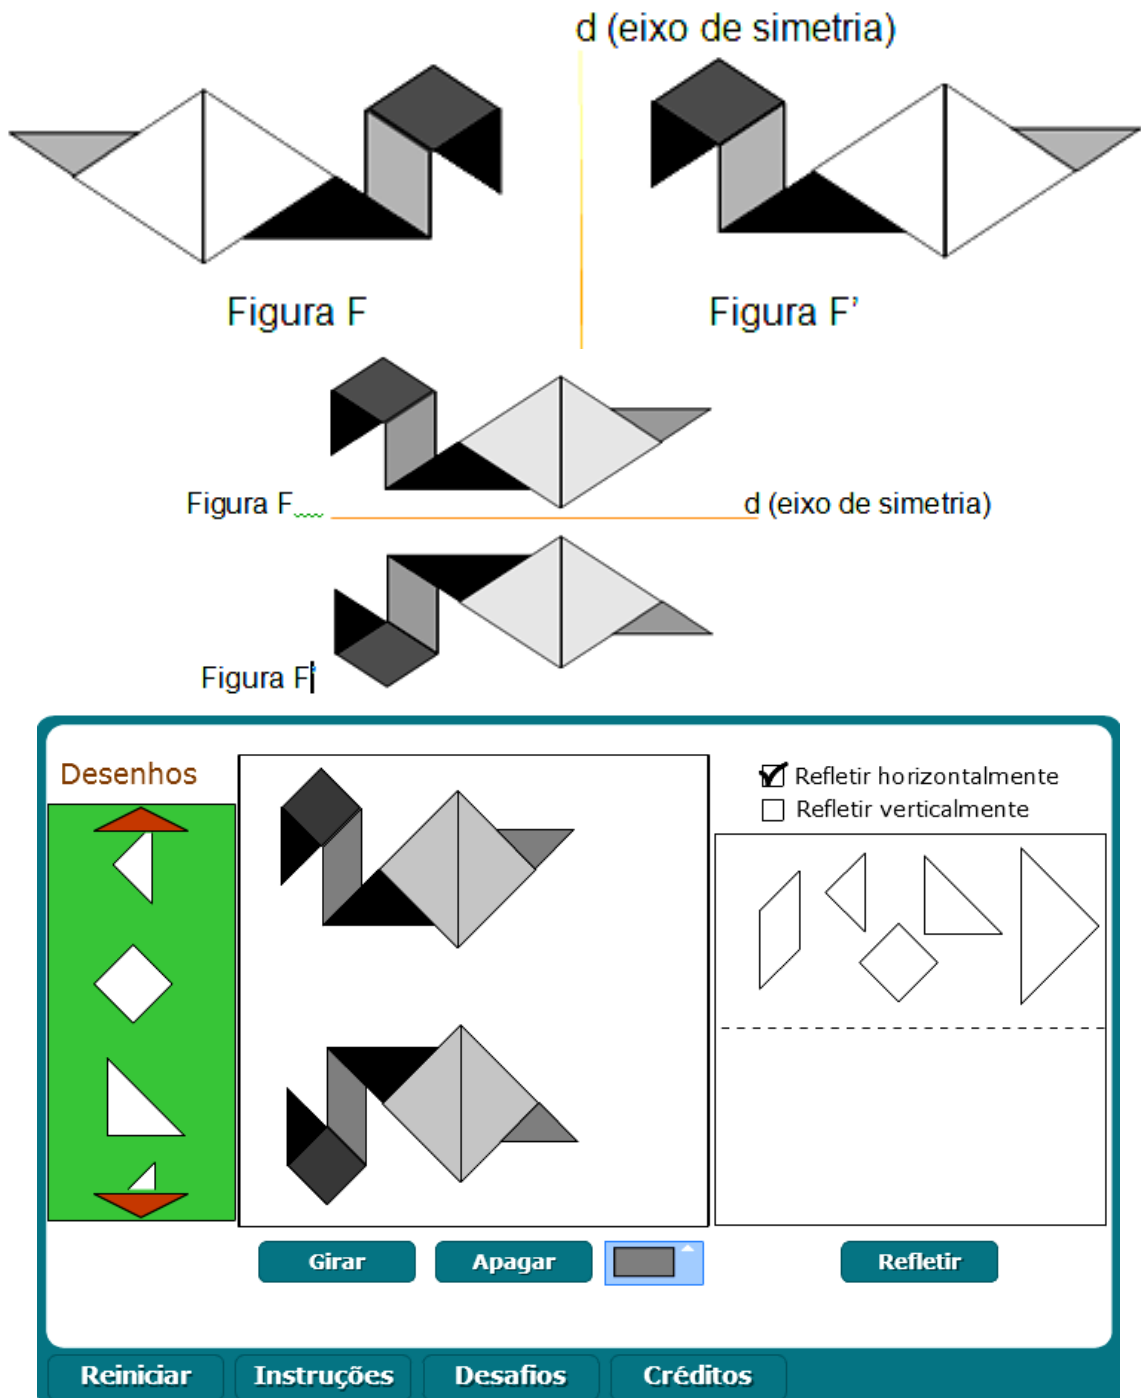 d (eixo de simetria)
Figura F
Figura F’
Figura F
d (eixo de simetria)
Figura F'
Desenhos
Refletir horizontalmente
Refletir verticalmente
Girar
Apagar
Refletir
Reiniciar
Instruções
Desafios
Créditos